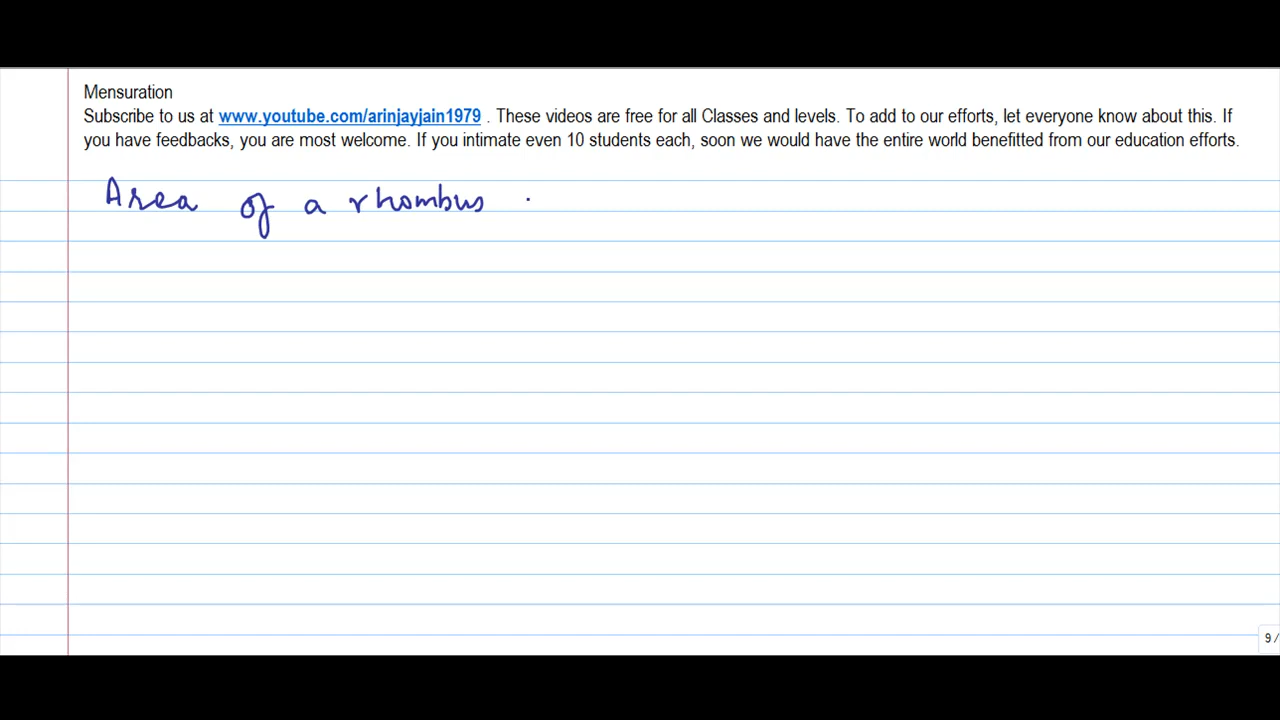 Mensuration
Subscribe to us at www.youtube.com/arinjayjain1979 . These videos are free for all Classes and levels. To add to our efforts, let everyone know about this. If
you have feedbacks, you are most welcome. If you intimate even 10 students each, soon we would have the entire world benefitted from our education efforts.
Area of a rhombus
9 /